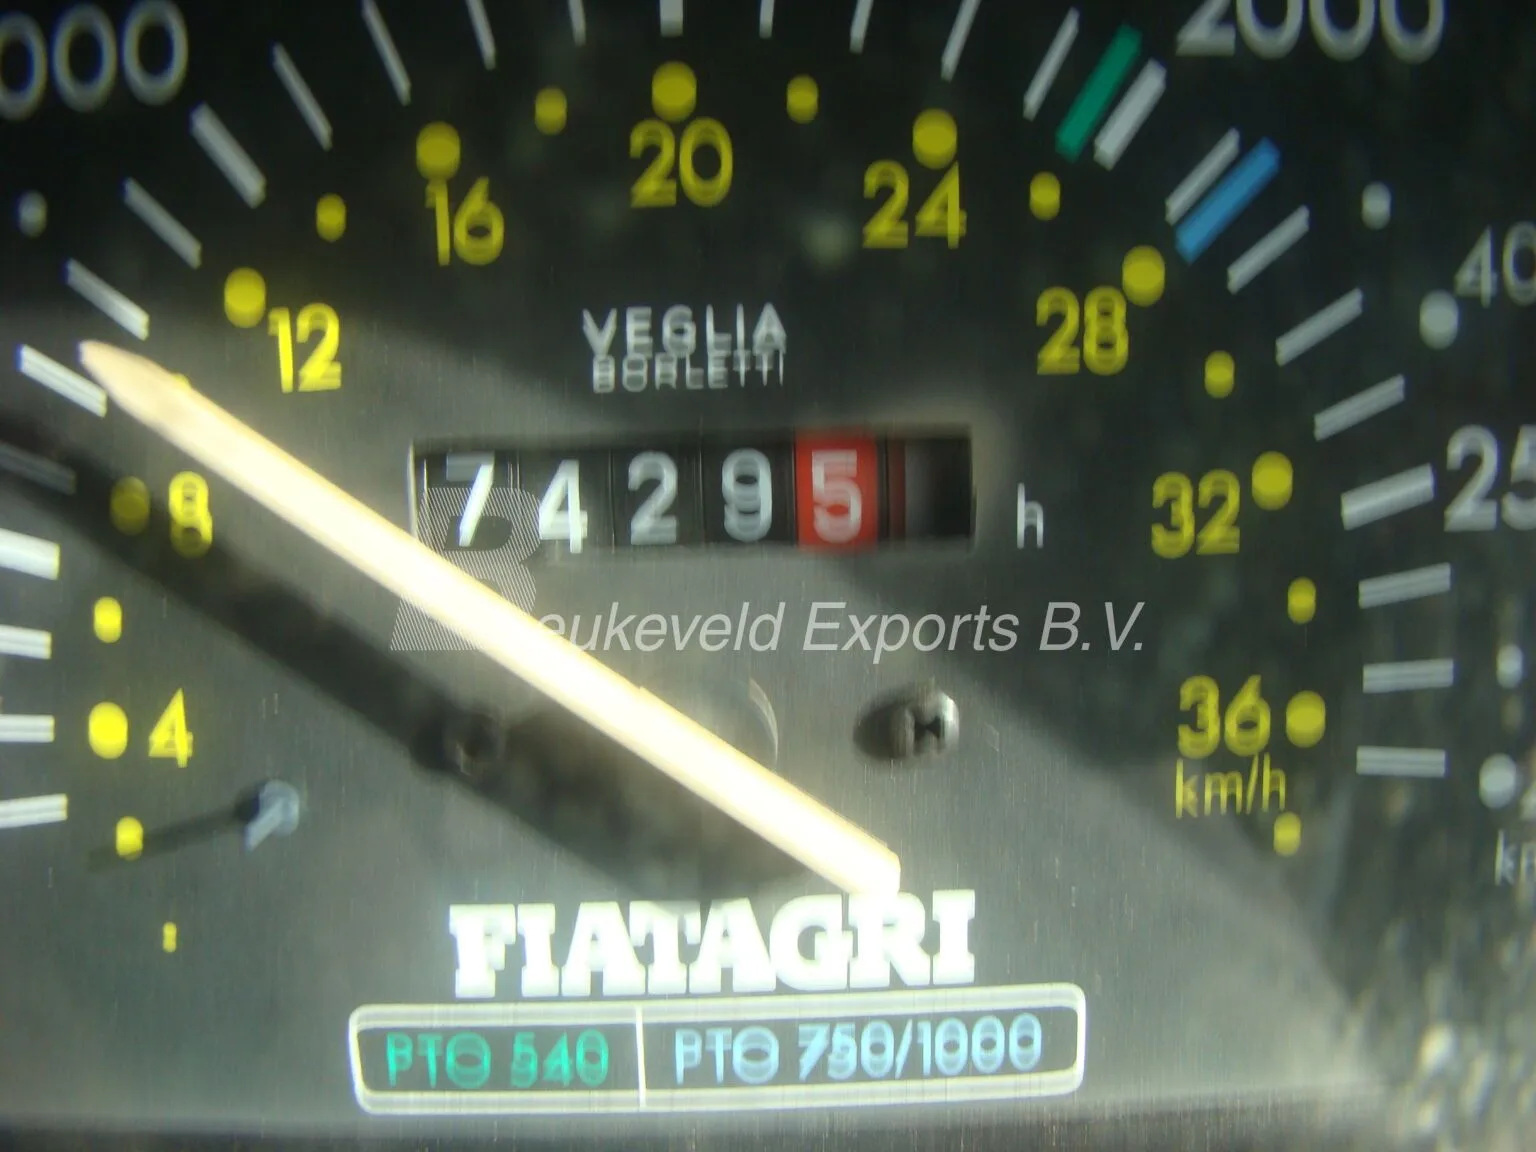 000
2000
20
16
24
40
12
VEGLIA
BORLETTI
28
8
74295 h
32
25
Beukeveld Exports B.V.
4
36
km/h
FIATAGRI
PTO 540
PTO 750/1000